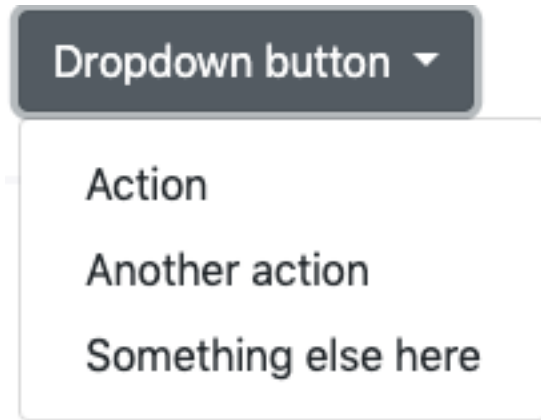 Dropdown button
Action
Another action
Something else here